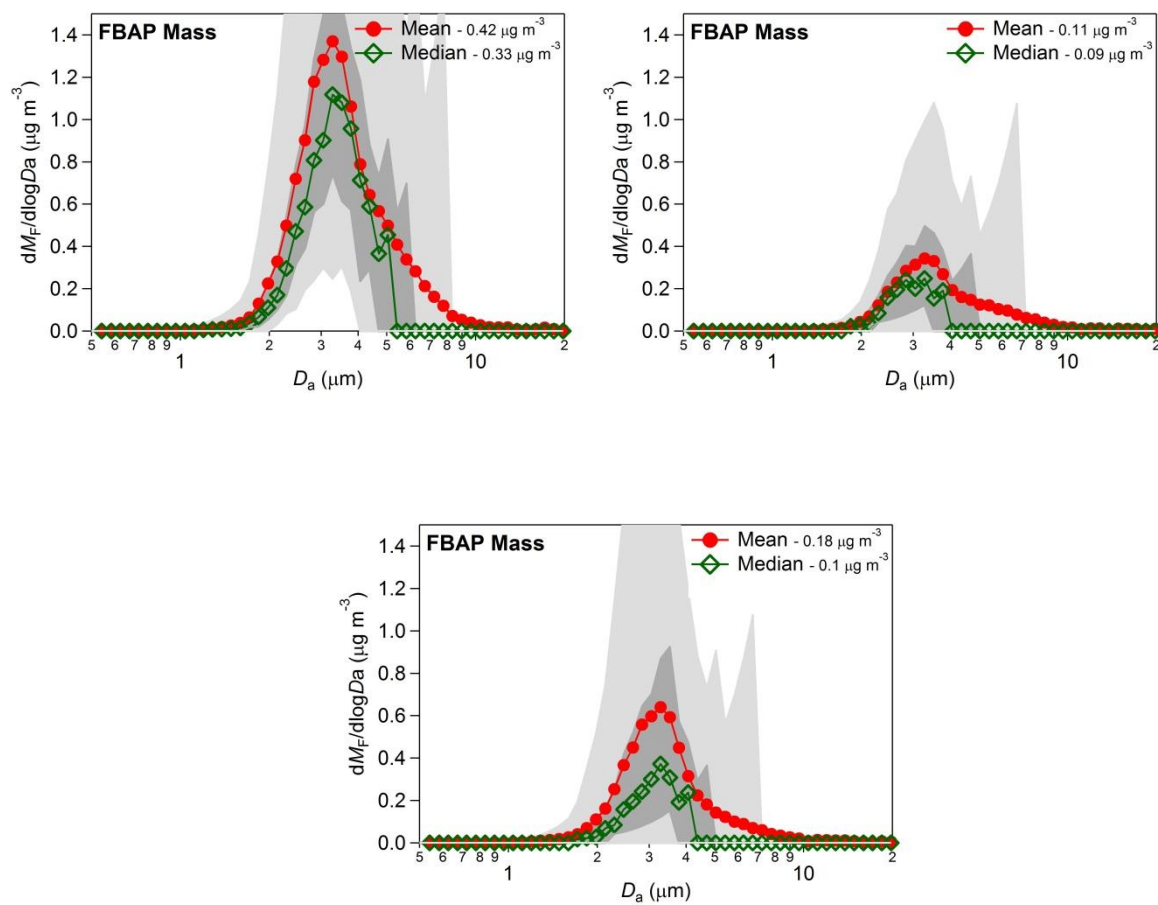 FBAP Mass
Mean - 0.42 µg m⁻³
Median - 0.33 µg m⁻³
dM_F/dlogDa (µg m⁻³)
1.4
1.2
1.0
0.8
0.6
0.4
0.2
0.0
5 6 7 8 9 1 2 3 4 5 6 7 8 9 10 2
D_a (µm)
FBAP Mass
Mean - 0.11 µg m⁻³
Median - 0.09 µg m⁻³
dM_F/dlogDa (µg m⁻³)
1.4
1.2
1.0
0.8
0.6
0.4
0.2
0.0
5 6 7 8 9 1 2 3 4 5 6 7 8 9 10 2
D_a (µm)
FBAP Mass
Mean - 0.18 µg m⁻³
Median - 0.1 µg m⁻³
dM_F/dlogDa (µg m⁻³)
1.4
1.2
1.0
0.8
0.6
0.4
0.2
0.0
5 6 7 8 9 1 2 3 4 5 6 7 8 9 10 2
D_a (µm)